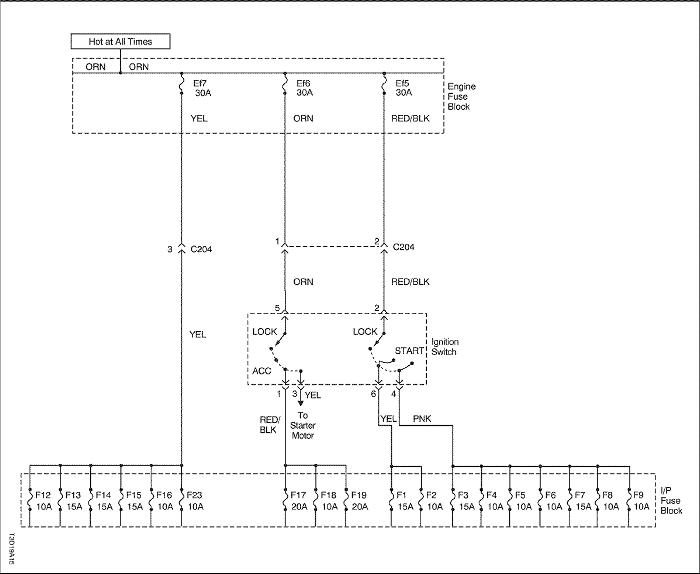 Hot at All Times
ORN ORN
Ef7
30A
Ef6
30A
Ef5
30A
Engine
Fuse
Block
YEL ORN RED/BLK
3 C204 1 2 C204
ORN RED/BLK
5 2
YEL
LOCK LOCK
Ignition
Switch
START
ACC
1 3 YEL 6 4
RED/
BLK
To
Starter
Motor
YEL PNK
F12
10A
F13
15A
F14
15A
F15
15A
F16
10A
F23
10A
F17
20A
F18
10A
F19
20A
F1
15A
F2
10A
F3
15A
F4
10A
F5
10A
F6
10A
F7
15A
F8
10A
F9
10A
I/P
Fuse
Block
T3D19A15